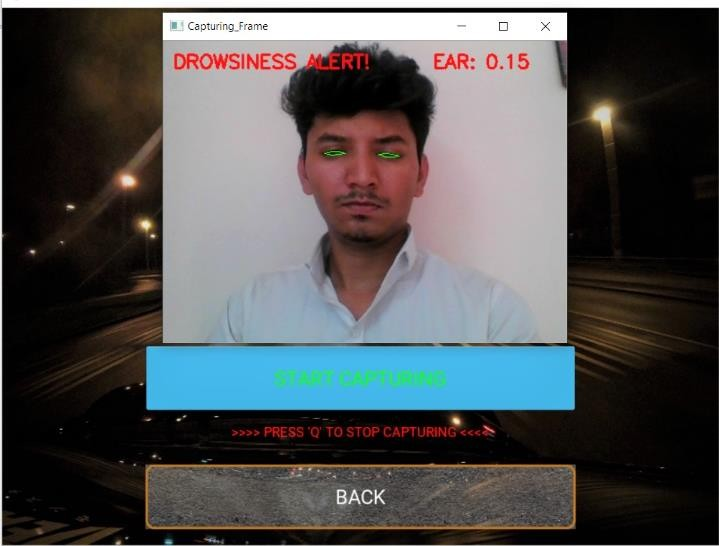 Capturing_Frame
DROWSINESS ALERT! EAR: 0.15
START CAPTURING
>>>> PRESS 'Q' TO STOP CAPTURING <<<<
BACK